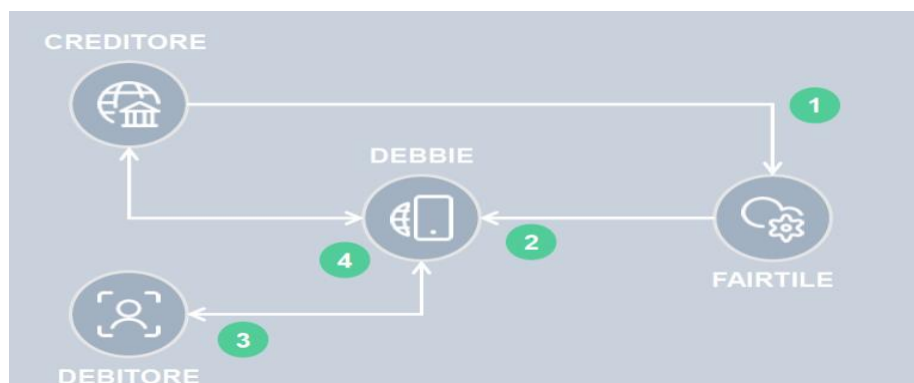 CREDITORE
1
DEBBIE
2
4
FAIRTILE
3
DEBITORE